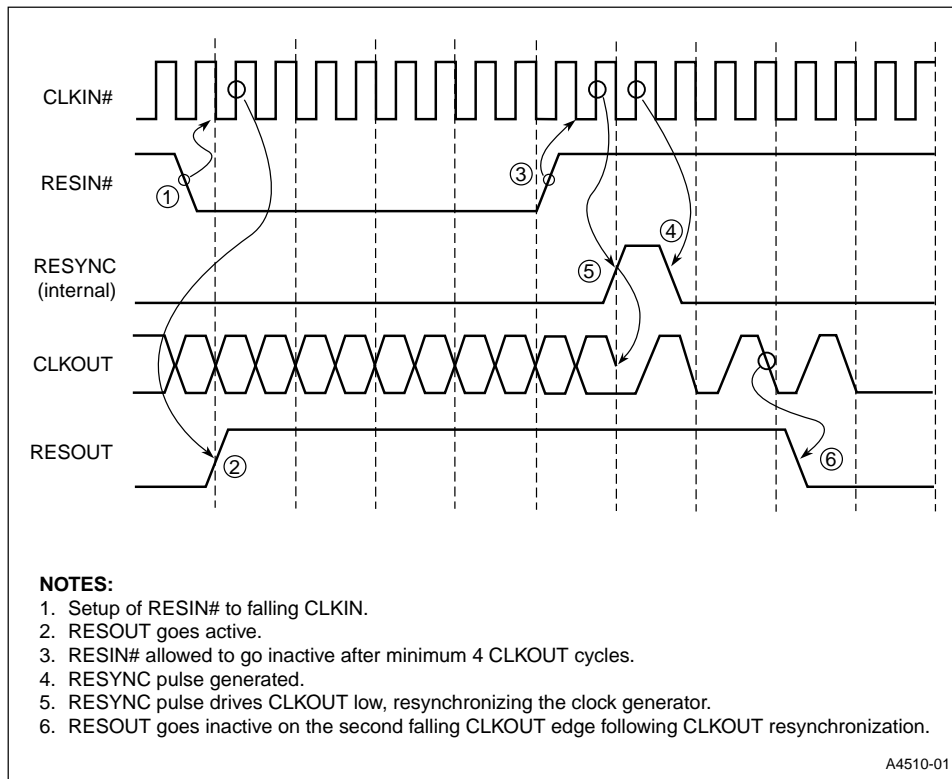 CLKIN#
RESIN#
①
③
RESYNC
(internal)
④
⑤
CLKOUT
RESOUT
②
⑥
NOTES:
1. Setup of RESIN# to falling CLKIN.
2. RESOUT goes active.
3. RESIN# allowed to go inactive after minimum 4 CLKOUT cycles.
4. RESYNC pulse generated.
5. RESYNC pulse drives CLKOUT low, resynchronizing the clock generator.
6. RESOUT goes inactive on the second falling CLKOUT edge following CLKOUT resynchronization.
A4510-01